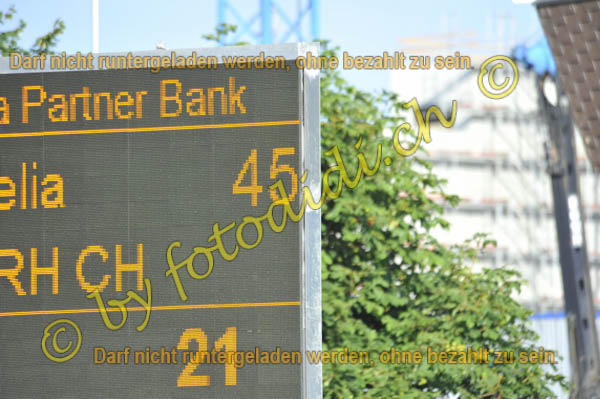 Darf nicht runtergeladen werden, ohne bezahlt zu sein.
a Partner Bank
elia 45
RH CH
© by fotodidi.ch ©
21
Darf nicht runtergeladen werden, ohne bezahlt zu sein.